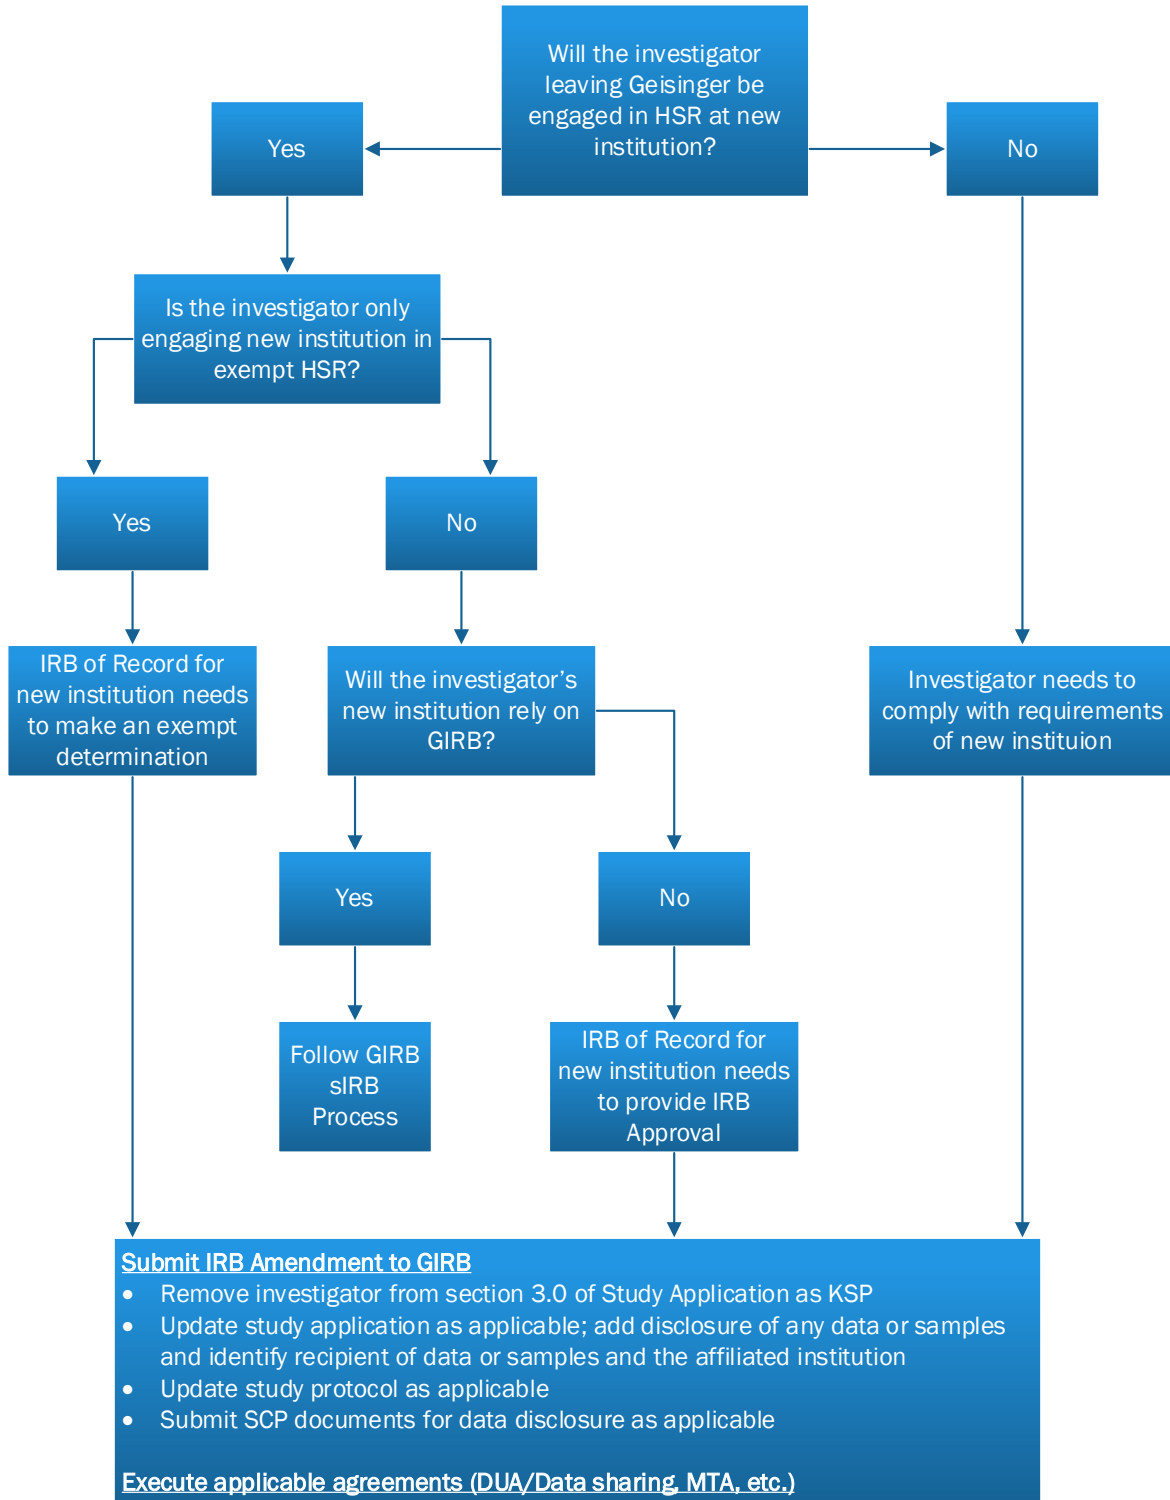 Will the investigator
leaving Geisinger be
engaged in HSR at new
institution?
Yes
No
Is the investigator only
engaging new institution in
exempt HSR?
Yes
No
IRB of Record for
new institution needs
to make an exempt
determination
Will the investigator’s
new institution rely on
GIRB?
Investigator needs to
comply with requirements
of new instituion
Yes
No
Follow GIRB
sIRB
Process
IRB of Record for
new institution needs
to provide IRB
Approval
Submit IRB Amendment to GIRB
• Remove investigator from section 3.0 of Study Application as KSP
• Update study application as applicable; add disclosure of any data or samples
and identify recipient of data or samples and the affiliated institution
• Update study protocol as applicable
• Submit SCP documents for data disclosure as applicable
Execute applicable agreements (DUA/Data sharing, MTA, etc.)